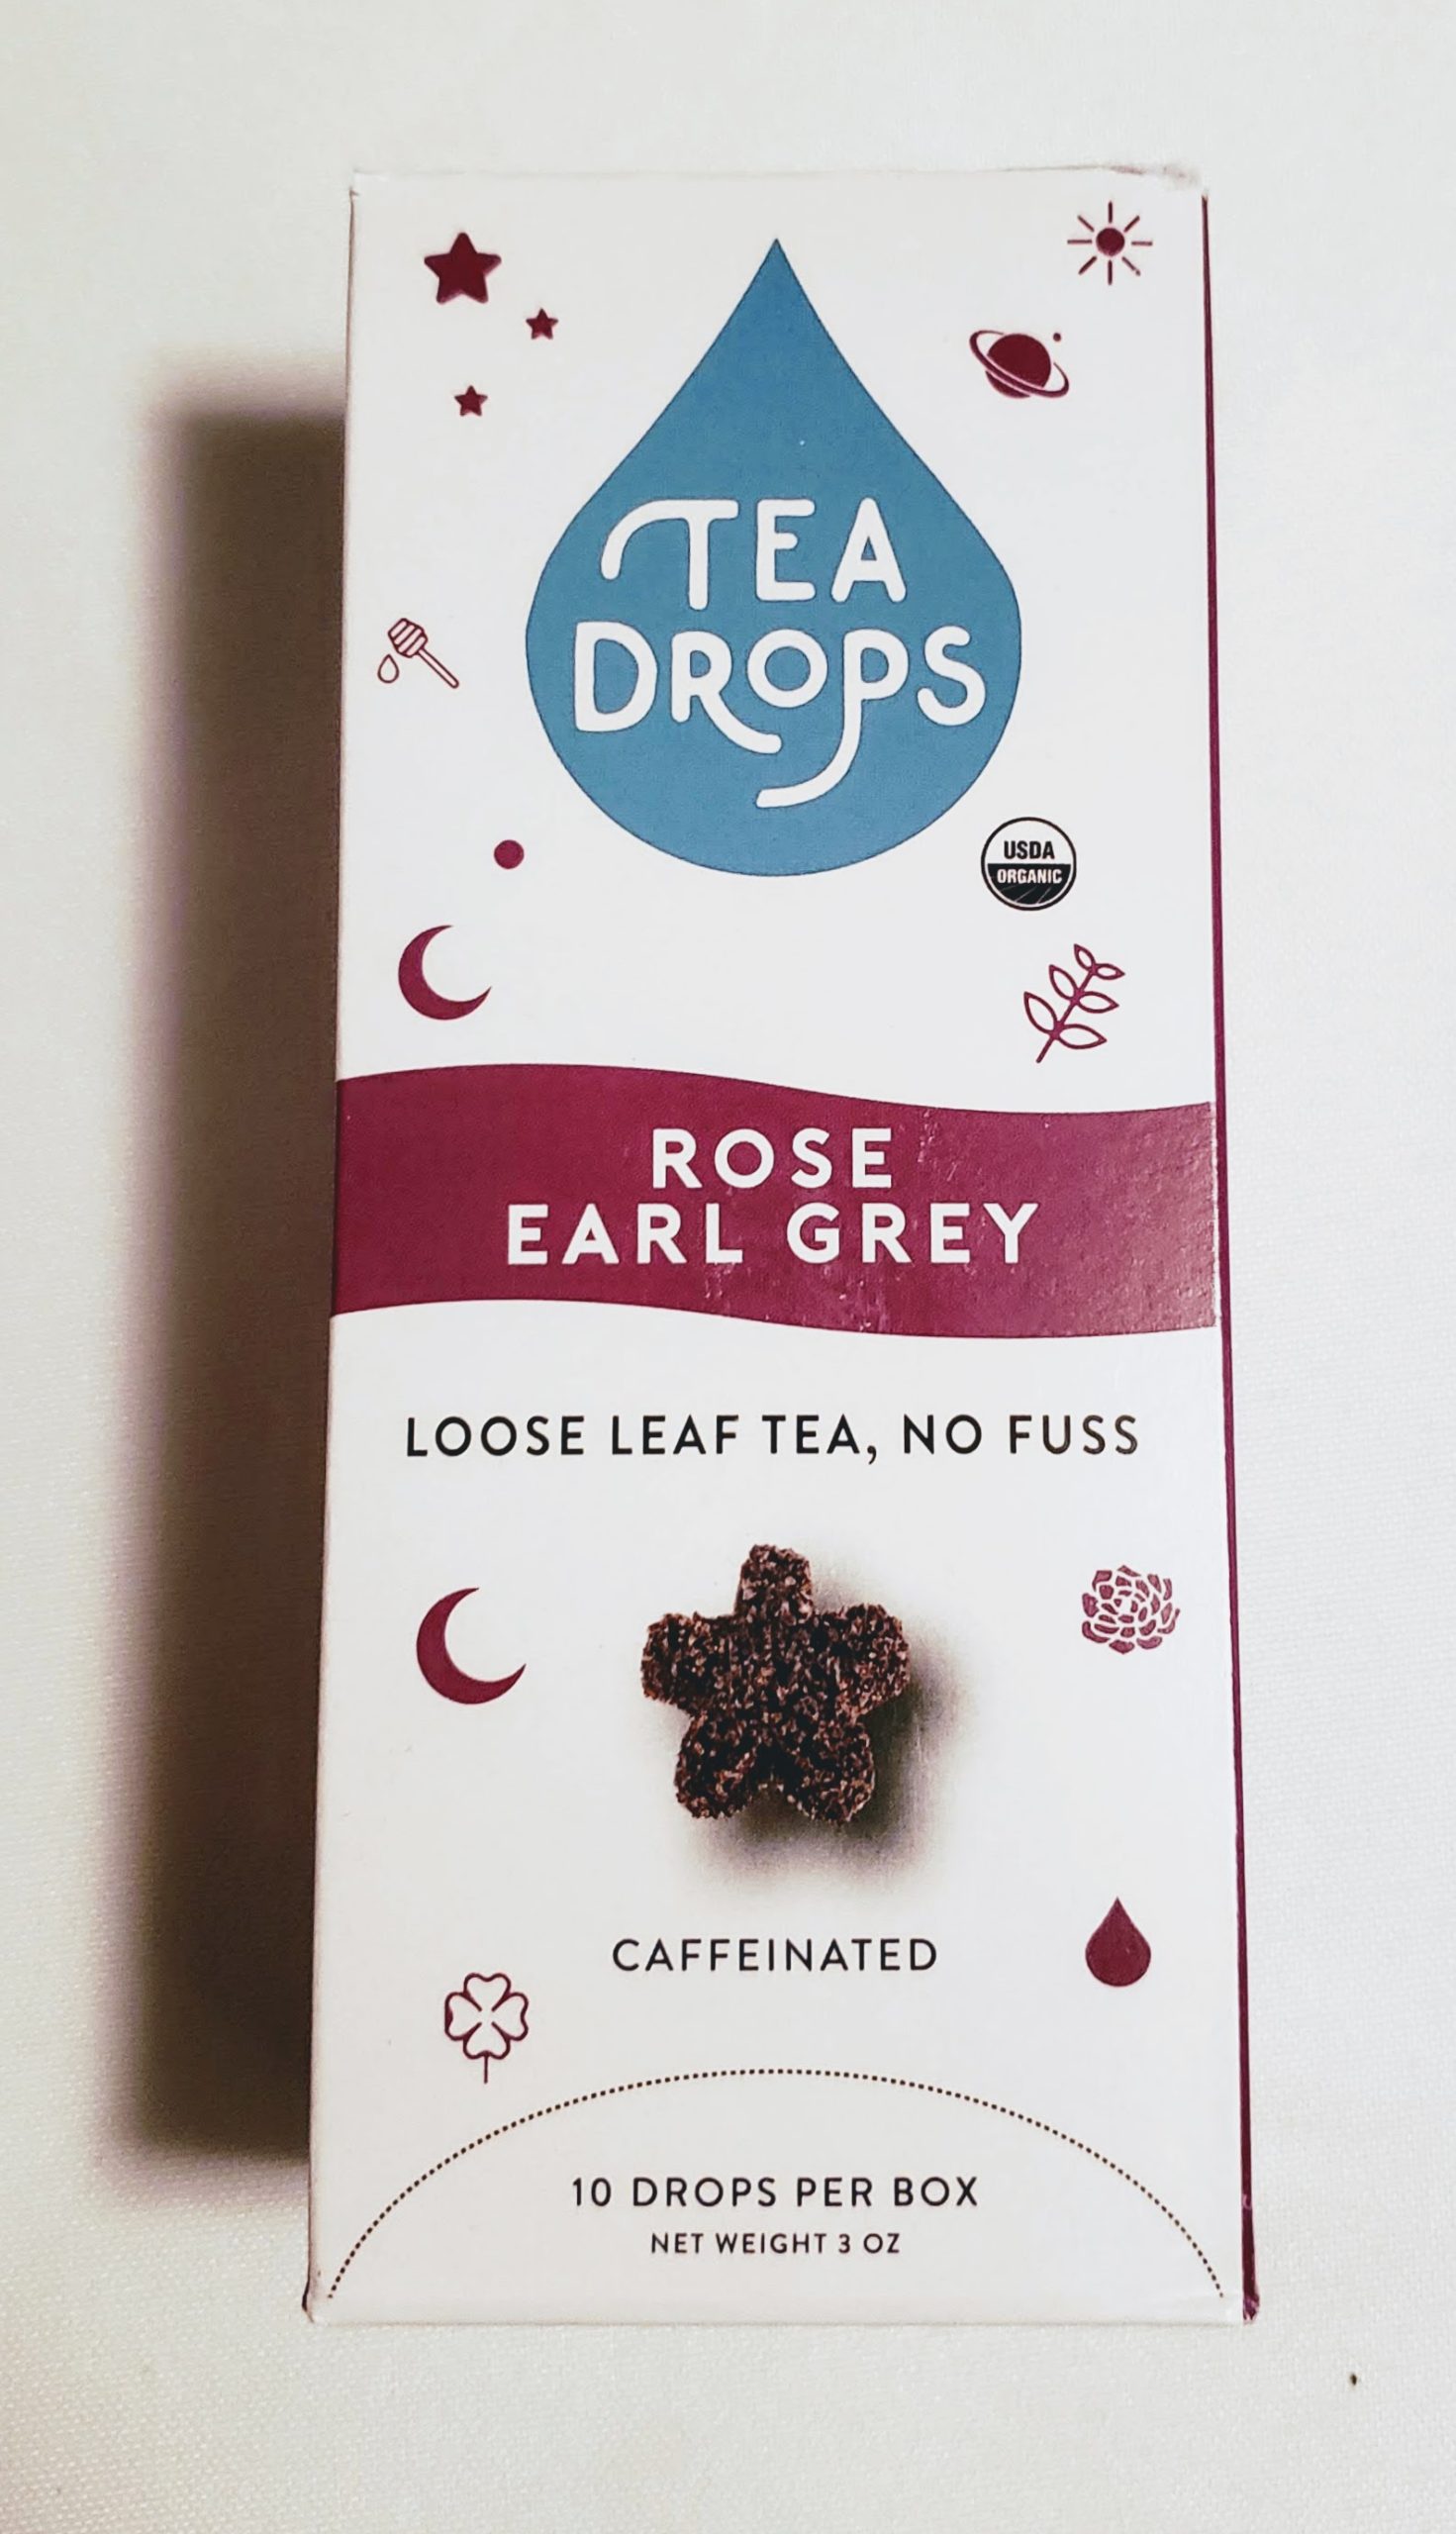 TEA
DROPS
USDA
ORGANIC
ROSE
EARL GREY
LOOSE LEAF TEA, NO FUSS
CAFFEINATED
10 DROPS PER BOX
NET WEIGHT 3 OZ